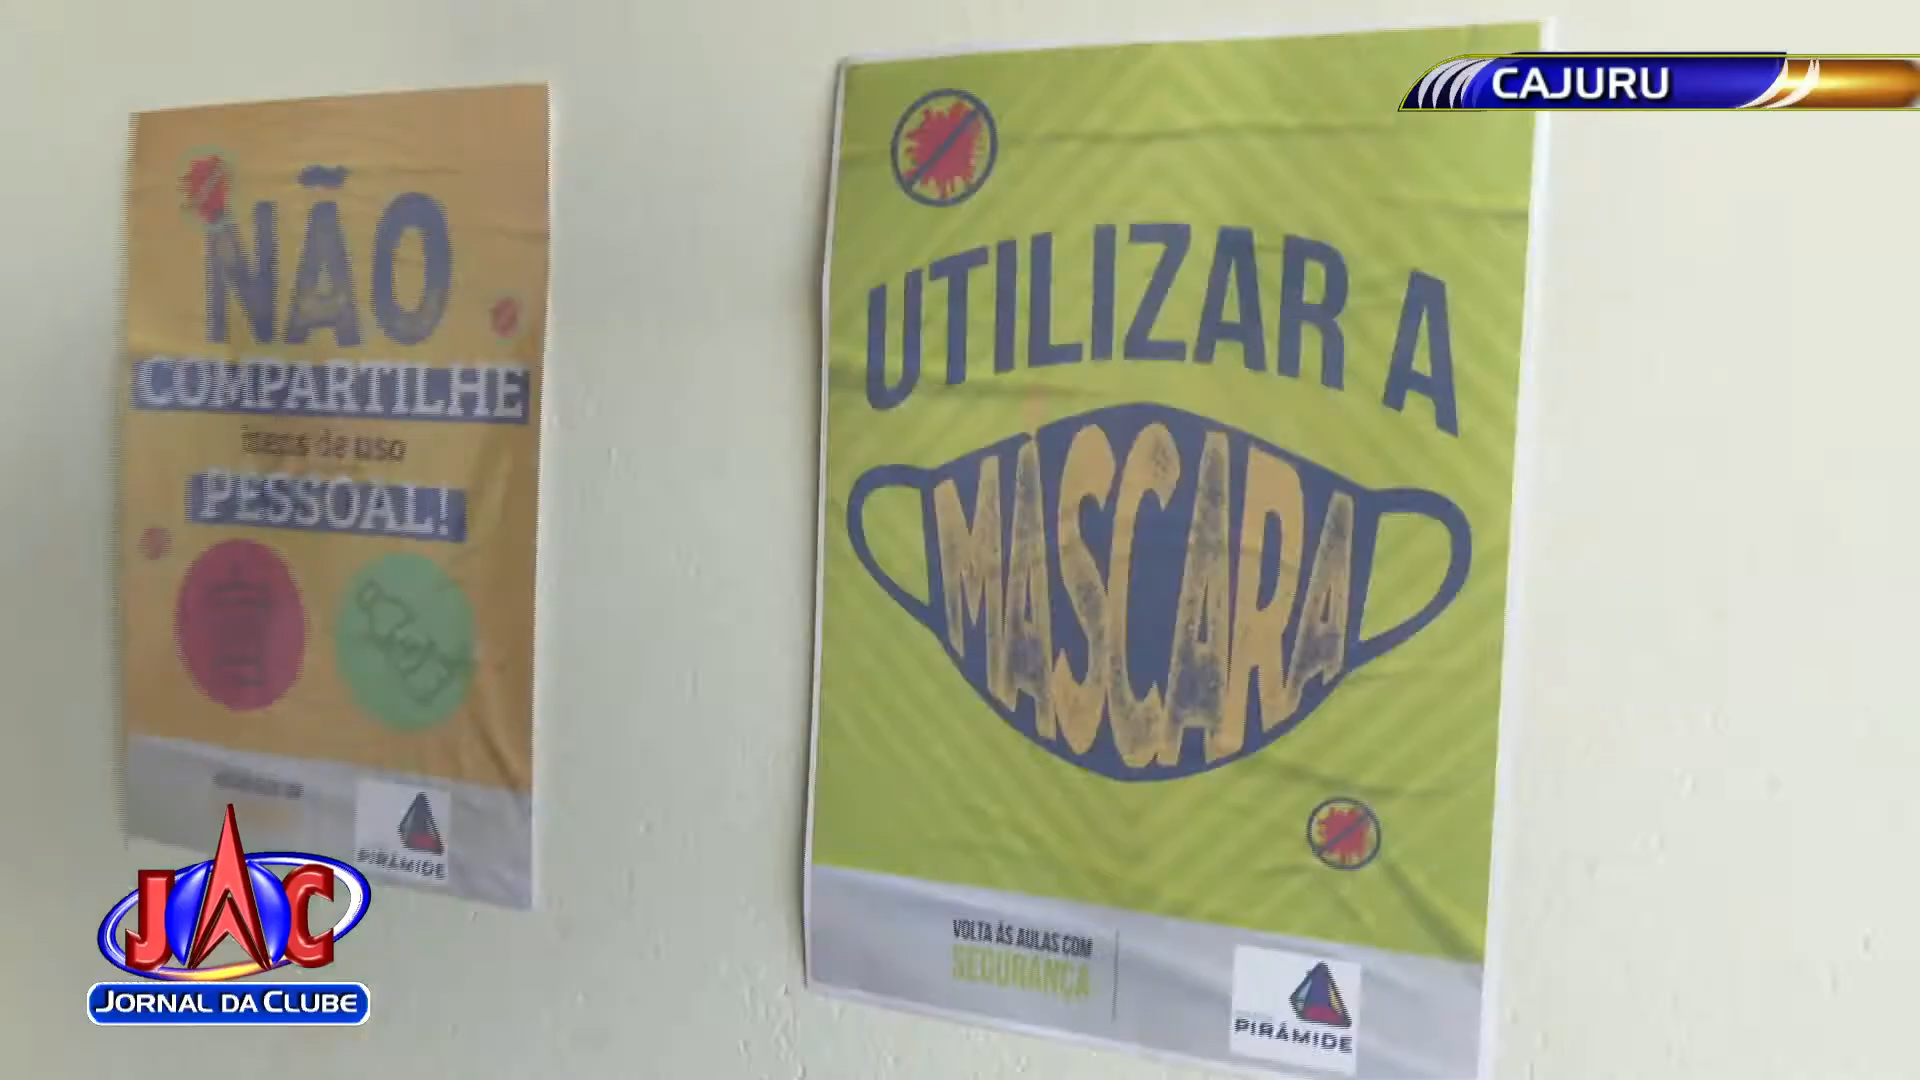 CAJURU
NÃO
COMPARTILHE
itens de uso
PESSOAL!
PIRÂMIDE
UTILIZAR A
MÁSCARA
VOLTA ÀS AULAS COM
SEGURANÇA
PIRÂMIDE
JAC
JORNAL DA CLUBE